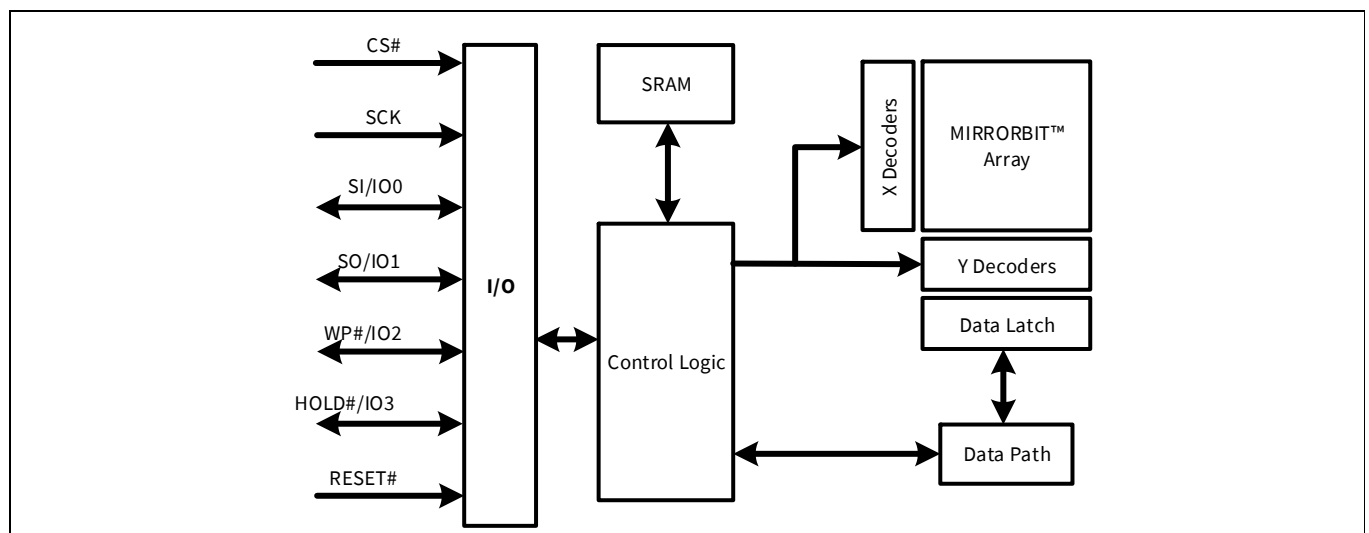 CS#
SCK
SI/IO0
SO/IO1
WP#/IO2
HOLD#/IO3
RESET#
I/O
SRAM
Control Logic
X Decoders
MIRRORBIT™
Array
Y Decoders
Data Latch
Data Path